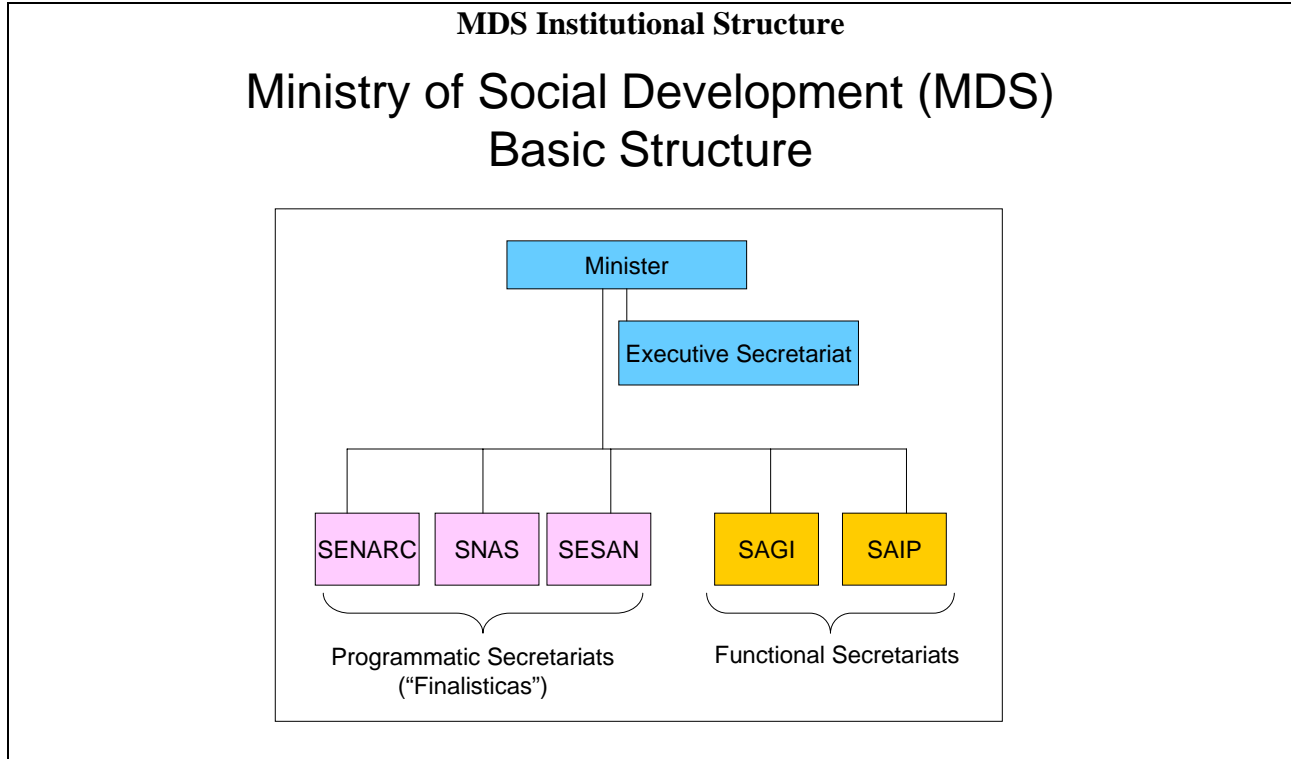 MDS Institutional Structure
Ministry of Social Development (MDS)
Basic Structure
Minister
Executive Secretariat
SENARC
SNAS
SESAN
SAGI
SAIP
Programmatic Secretariats
(“Finalisticas”)
Functional Secretariats